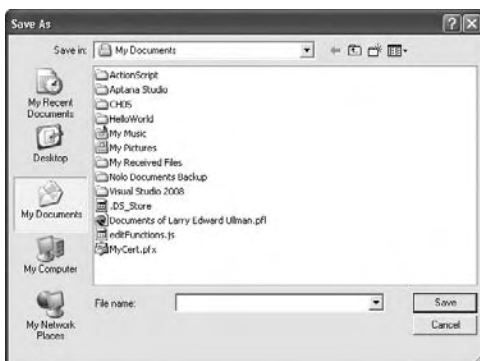 Save As
Save in:
My Documents
My Recent
Documents
Desktop
My Documents
My Computer
My Network
Places
ActionScript
Aptana Studio
CH05
HelloWorld
My Music
My Pictures
My Received Files
Nolo Documents Backup
Visual Studio 2008
.DS_Store
Documents of Larry Edward Ullman.pfl
editFunctions.js
MyCert.pfx
File name:
Save
Cancel